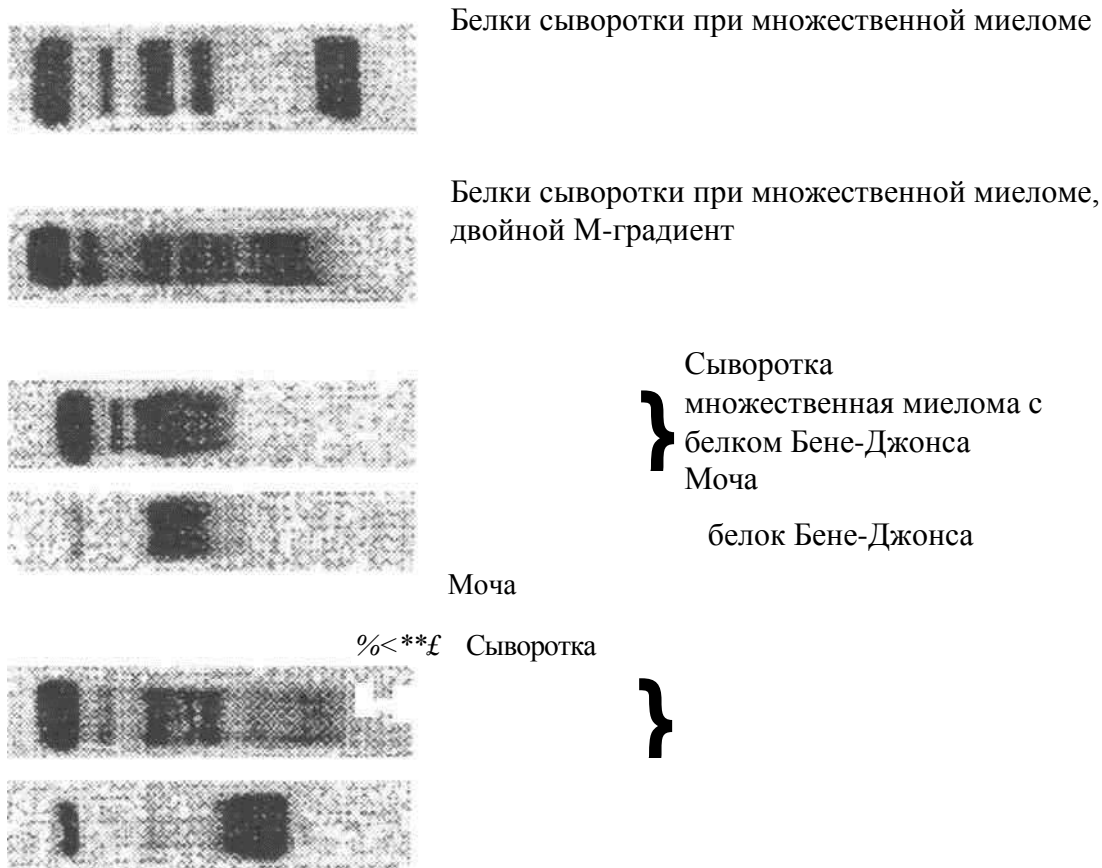 Белки сыворотки при множественной миеломе
Белки сыворотки при множественной миеломе,
двойной М-градиент
Сыворотка
множественная миелома с
белком Бене-Джонса
Моча
белок Бене-Джонса
Моча
%<**£ Сыворотка